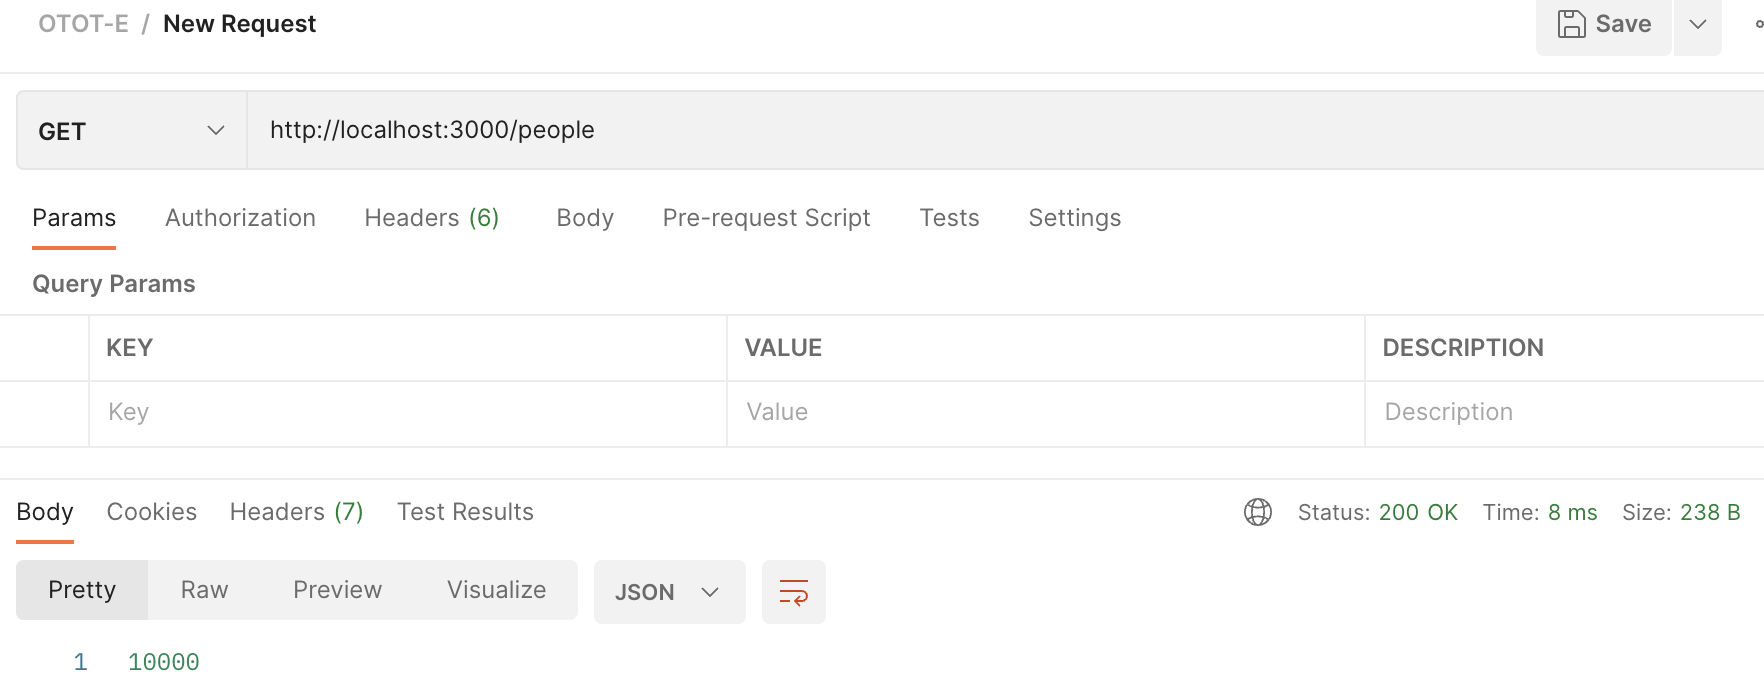 OTOT-E / New Request
Save
GET
http://localhost:3000/people
Params Authorization Headers (6) Body Pre-request Script Tests Settings
Query Params
KEY VALUE DESCRIPTION
Key Value Description
Body Cookies Headers (7) Test Results Status: 200 OK Time: 8 ms Size: 238 B
Pretty Raw Preview Visualize JSON
1 10000